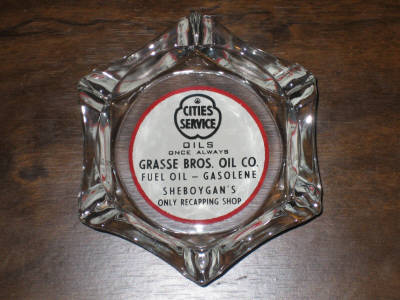 CITIES
SERVICE
OILS
ONCE ALWAYS
GRASSE BROS. OIL CO.
FUEL OIL – GASOLENE
SHEBOYGAN'S
ONLY RECAPPING SHOP